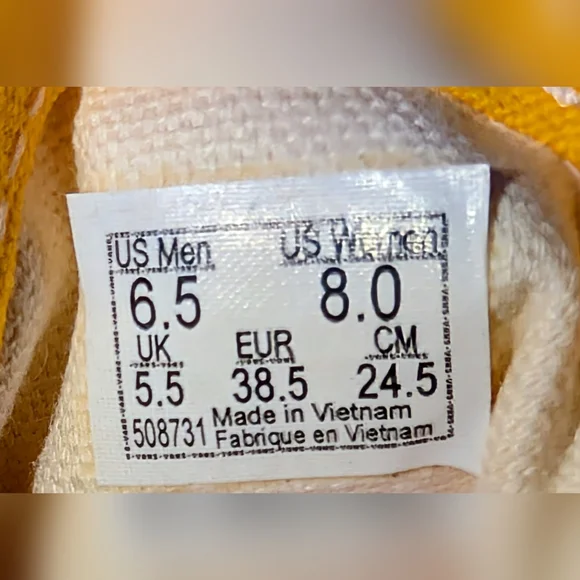 US Men US Women
6.5 8.0
UK EUR CM
5.5 38.5 24.5
508731 Made in Vietnam
Fabrique en Vietnam